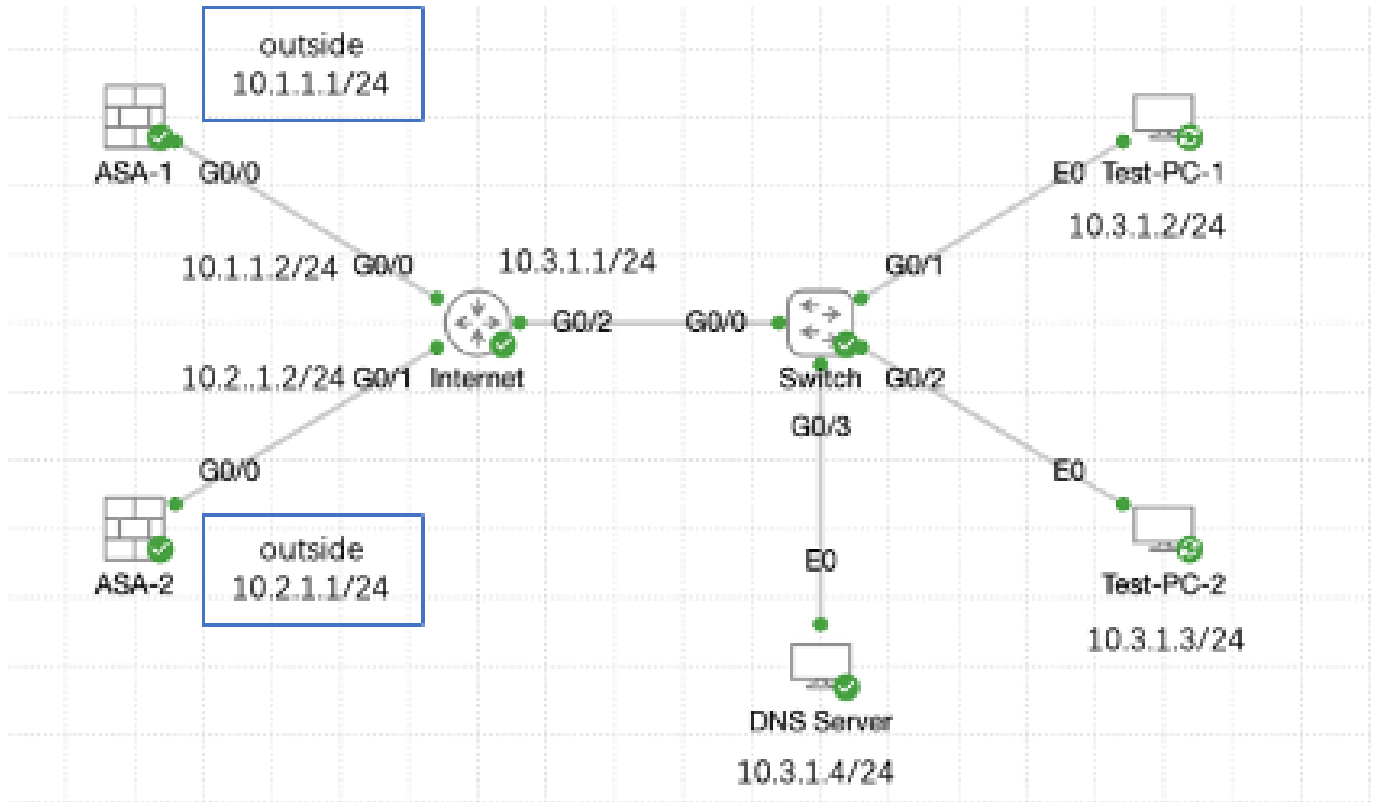 outside
10.1.1.1/24
ASA-1
G0/0
E0
Test-PC-1
10.3.1.2/24
10.1.1.2/24
G0/0
10.3.1.1/24
G0/1
G0/2
G0/0
10.2..1.2/24
G0/1
Internet
Switch
G0/2
G0/3
G0/0
E0
outside
10.2.1.1/24
ASA-2
E0
Test-PC-2
10.3.1.3/24
DNS Server
10.3.1.4/24